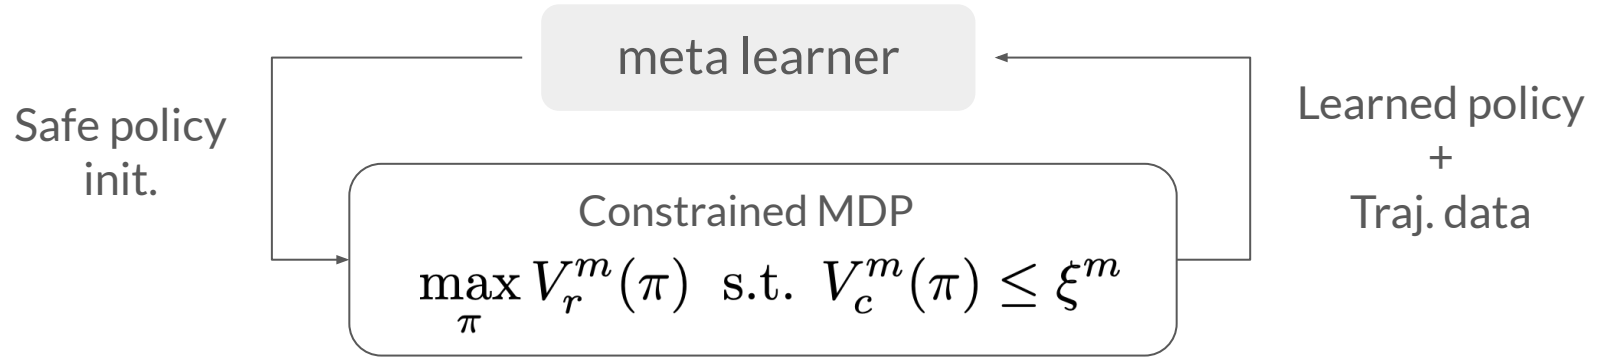 meta learner
Safe policy
init.
Learned policy
+
Traj. data
Constrained MDP
max_π V_r^m(π) s.t. V_c^m(π) ≤ ξ^m